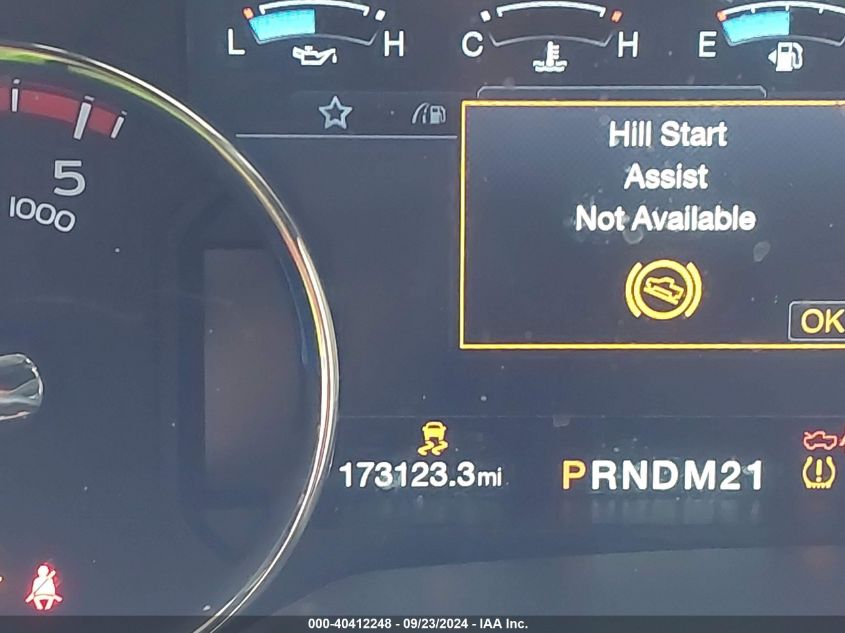 L H C H E
Hill Start
Assist
Not Available
5
1000
OK
173123.3mi
PRNDM21
000-40412248 - 09/23/2024 - IAA Inc.